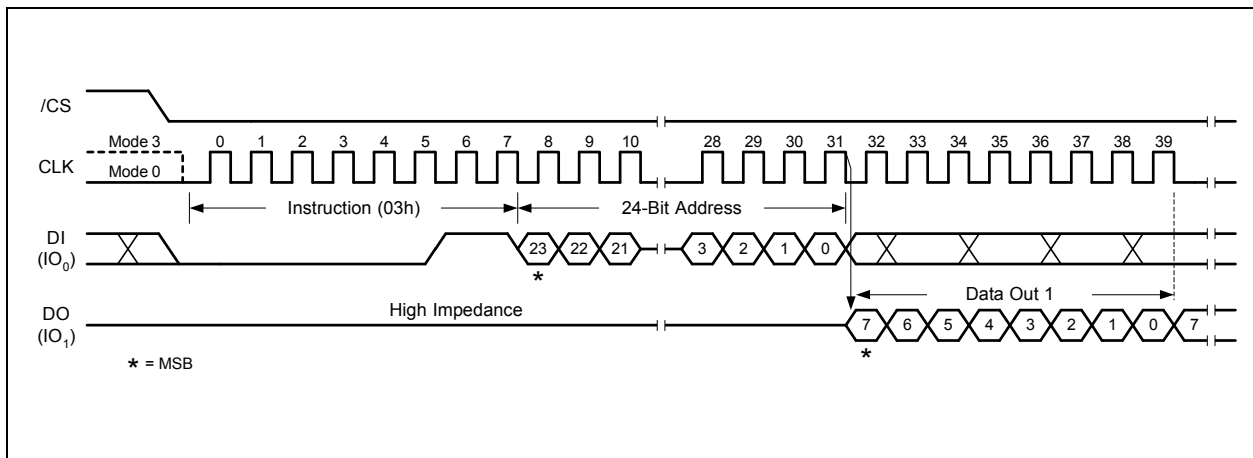 /CS
Mode 3 0 1 2 3 4 5 6 7 8 9 10 28 29 30 31 32 33 34 35 36 37 38 39
CLK
Mode 0
Instruction (03h) 24-Bit Address
DI
(IO0)
23 22 21 3 2 1 0
*
Data Out 1
High Impedance
DO
(IO1)
7 6 5 4 3 2 1 0 7
*
* = MSB